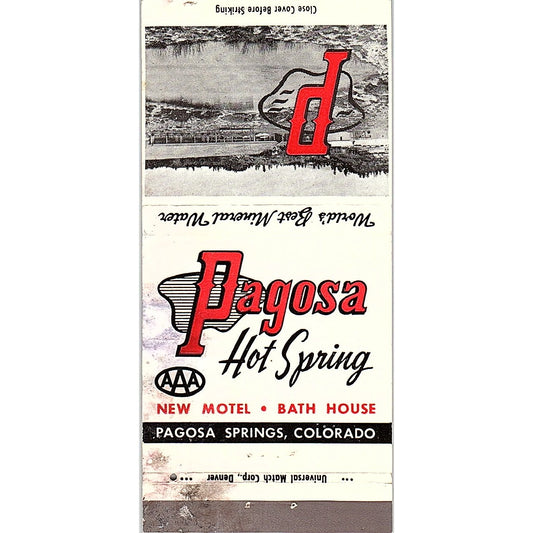 Close Cover Before Striking
P
World's Best Mineral Water
Pagosa
Hot Spring
AAA
NEW MOTEL • BATH HOUSE
PAGOSA SPRINGS, COLORADO
••• Universal Match Corp., Denver •••